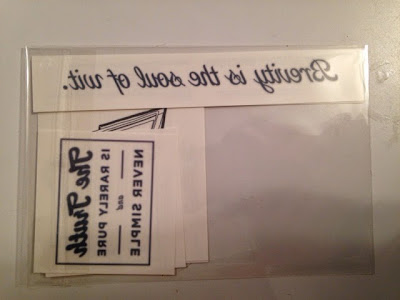 Brevity is the soul of wit.
The Truth
IS RARELY PURE
and
NEVER SIMPLE